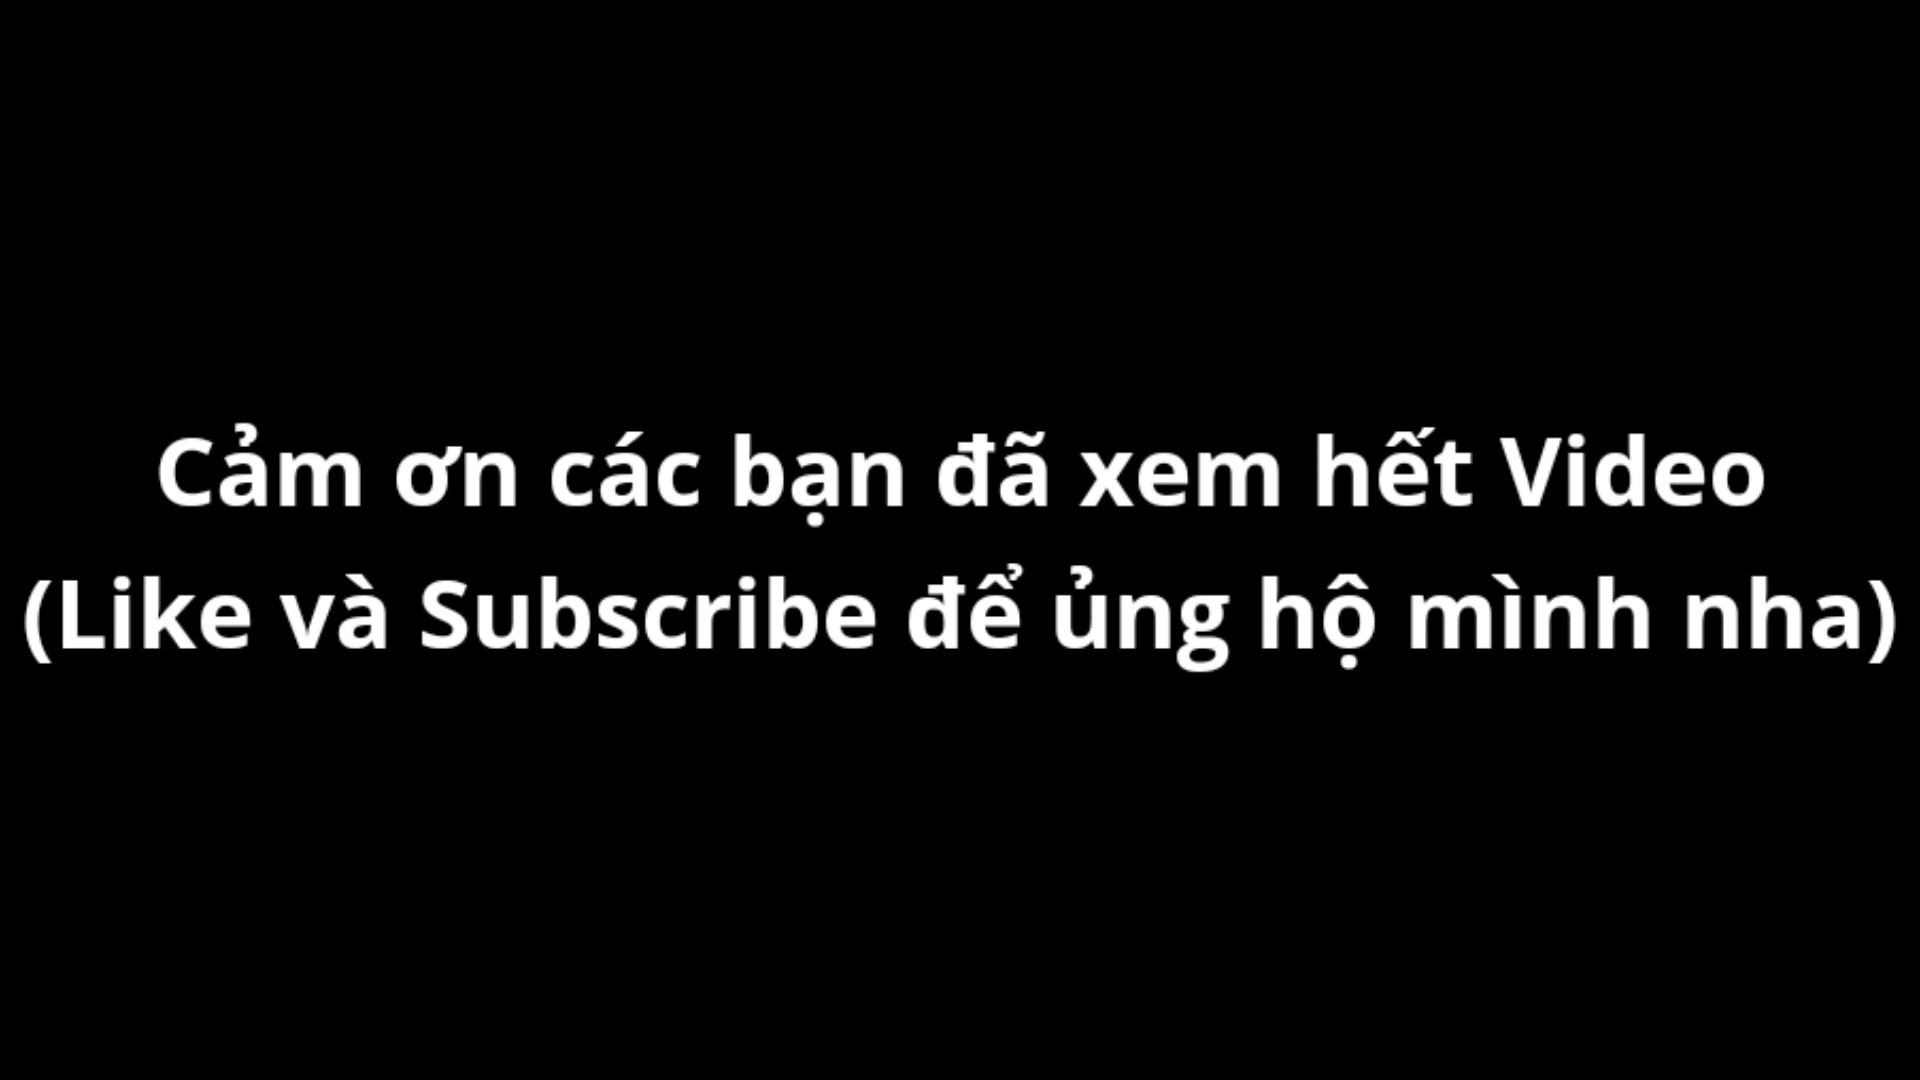 Cảm ơn các bạn đã xem hết Video
(Like và Subscribe để ủng hộ mình nha)